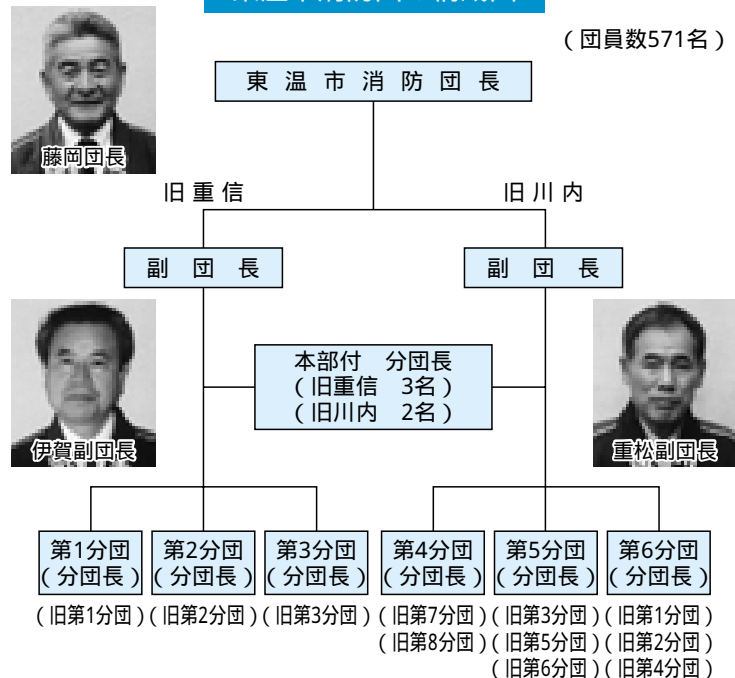 (団員数571名)
東温市消防団長
藤岡団長
旧重信
旧川内
副団長
副団長
本部付 分団長
(旧重信 3名)
(旧川内 2名)
伊賀副団長
重松副団長
第1分団
(分団長)
(旧第1分団)
第2分団
(分団長)
(旧第2分団)
第3分団
(分団長)
(旧第3分団)
第4分団
(分団長)
(旧第7分団)
(旧第8分団)
第5分団
(分団長)
(旧第3分団)
(旧第5分団)
(旧第6分団)
第6分団
(分団長)
(旧第1分団)
(旧第2分団)
(旧第4分団)